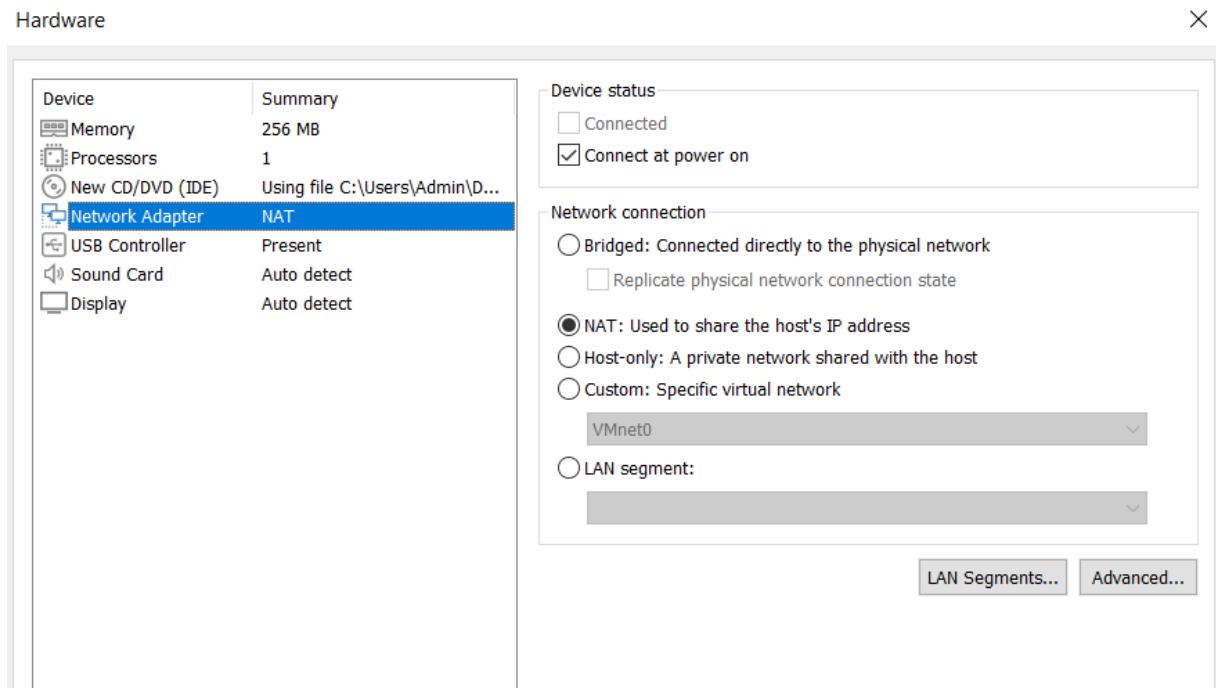 Hardware
Device Summary
Memory 256 MB
Processors 1
New CD/DVD (IDE) Using file C:\Users\Admin\D...
Network Adapter NAT
USB Controller Present
Sound Card Auto detect
Display Auto detect
Device status
Connected
Connect at power on
Network connection
Bridged: Connected directly to the physical network
Replicate physical network connection state
NAT: Used to share the host's IP address
Host-only: A private network shared with the host
Custom: Specific virtual network
VMnet0
LAN segment:
LAN Segments... Advanced...